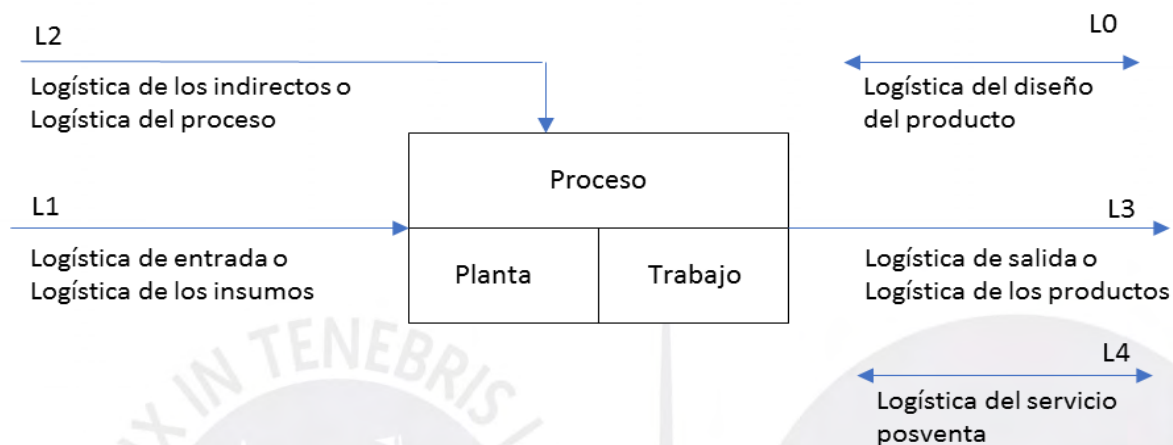 L2
Logística de los indirectos o
Logística del proceso
L0
Logística del diseño
del producto
Proceso
Planta
Trabajo
L1
Logística de entrada o
Logística de los insumos
L3
Logística de salida o
Logística de los productos
L4
Logística del servicio
posventa
IN TENEBRIS